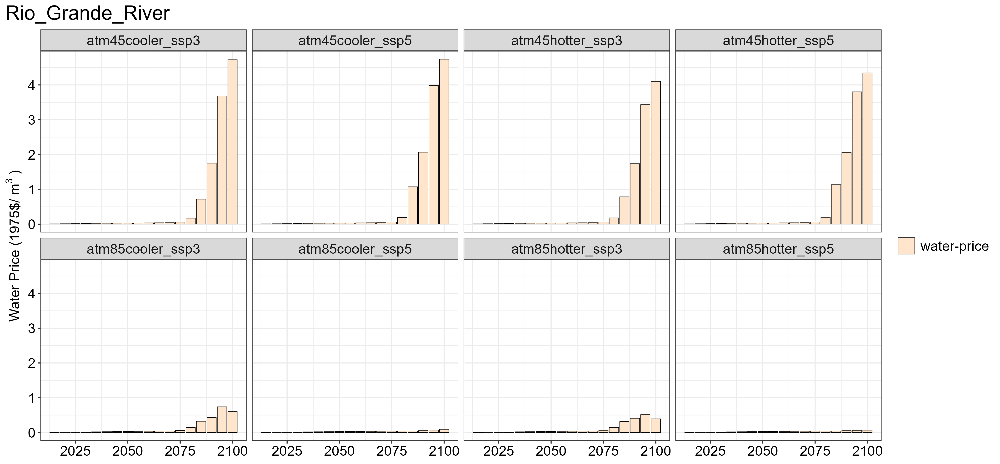 Rio_Grande_River
atm45cooler_ssp3
atm45cooler_ssp5
atm45hotter_ssp3
atm45hotter_ssp5
4
3
2
1
0
atm85cooler_ssp3
atm85cooler_ssp5
atm85hotter_ssp3
atm85hotter_ssp5
4
3
2
1
0
Water Price (1975$/ m³ )
2025 2050 2075 2100
2025 2050 2075 2100
2025 2050 2075 2100
2025 2050 2075 2100
water-price